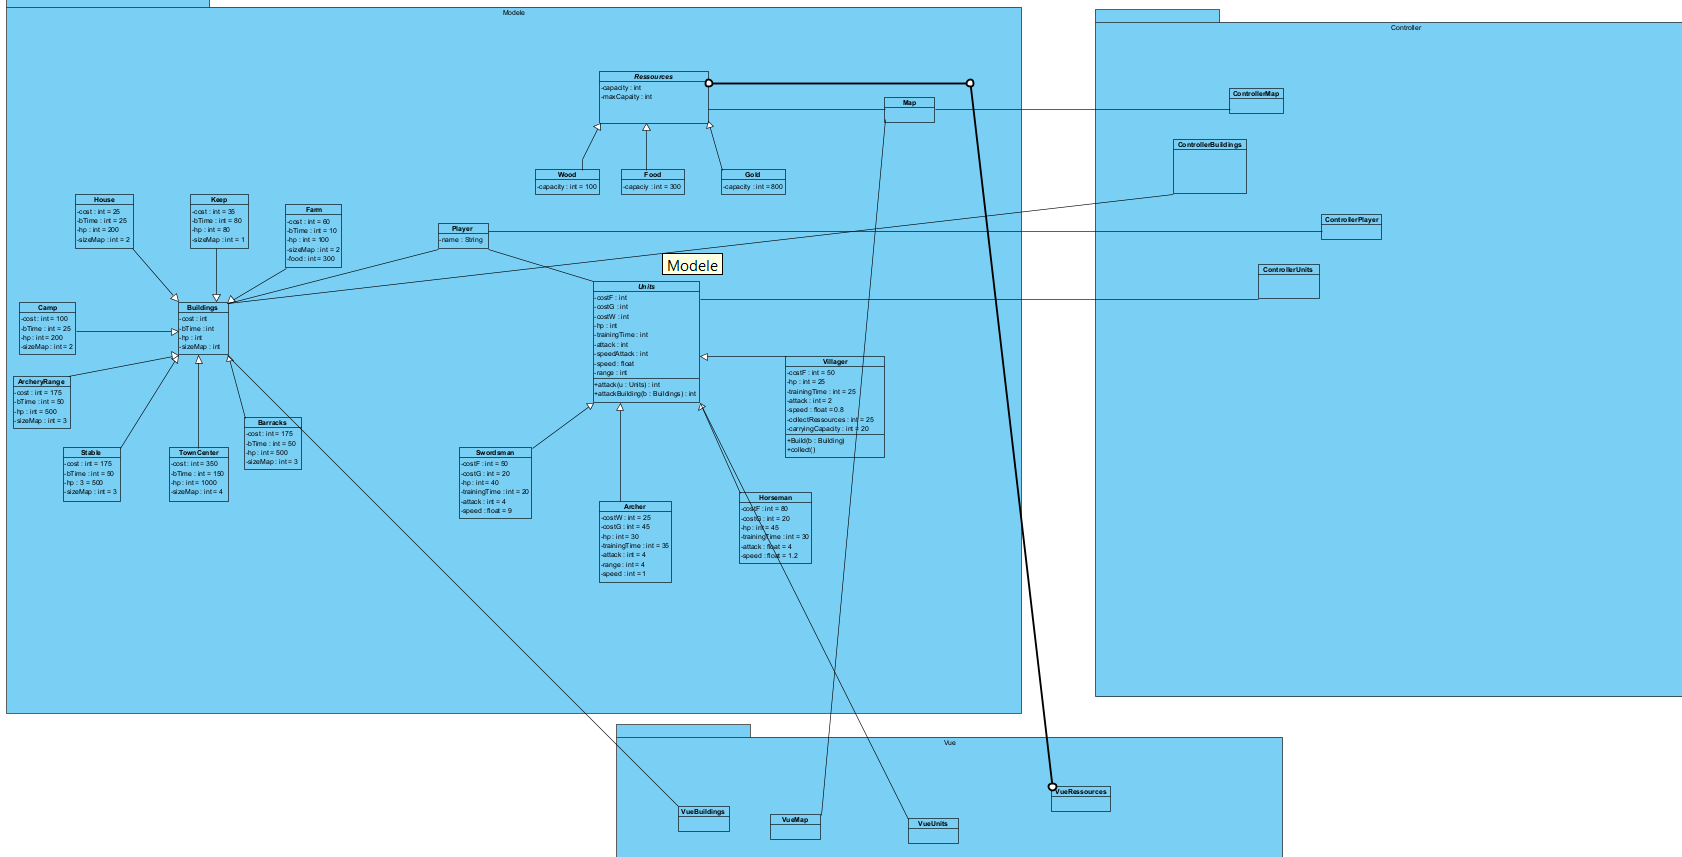 Modele
Controller
Ressources
-capacity : int
-maxCapaity : int
Map
ControllerMap
ControllerBuildings
Wood
-capacity : int = 100
Food
-capaciy : int = 300
Gold
-capacity : int = 800
House
-cost : int = 25
-bTime : int = 25
-hp : int = 200
-sizeMap : int = 2
Keep
-cost : int = 35
-bTime : int = 80
-hp : int = 80
-sizeMap : int = 1
Farm
-cost : int = 60
-bTime : int = 10
-hp : int = 100
-sizeMap : int = 2
-food : int = 300
Player
-name : String
ControllerPlayer
Modele
ControllerUnits
Units
-costF : int
-costG : int
-costW : int
-hp : int
-trainingTime : int
-attack : int
-speedAttack : int
-speed : float
-range : int
+attack(u : Units) : int
+attackBuilding(b : Buildings) : int
Camp
-cost : int = 100
-bTime : int = 25
-hp : int = 200
-sizeMap : int = 2
Buildings
-cost : int
-bTime : int
-hp : int
-sizeMap : int
Villager
-costF : int = 50
-hp : int = 25
-trainingTime : int = 25
-attack : int = 2
-speed : float = 0.8
-collectRessources : int = 25
-carryingCapacity : int = 20
+Build(b : Building)
+collect()
ArcheryRange
-cost : int = 175
-bTime : int = 50
-hp : int = 500
-sizeMap : int = 3
Barracks
-cost : int = 175
-bTime : int = 50
-hp : int = 500
-sizeMap : int = 3
Stable
-cost : int = 175
-bTime : int = 50
-hp : 3 = 500
-sizeMap : int = 3
TownCenter
-cost : int = 350
-bTime : int = 150
-hp : int = 1000
-sizeMap : int = 4
Swordsman
-costF : int = 50
-costG : int = 20
-hp : int = 40
-trainingTime : int = 20
-attack : int = 4
-speed : float = 9
Archer
-costW : int = 25
-costG : int = 45
-hp : int = 30
-trainingTime : int = 35
-attack : int = 4
-range : int = 4
-speed : int = 1
Horseman
-costF : int = 80
-costG : int = 20
-hp : int = 45
-trainingTime : int = 30
-attack : float = 4
-speed : float = 1.2
Vue
VueBuildings
VueMap
VueUnits
VueRessources